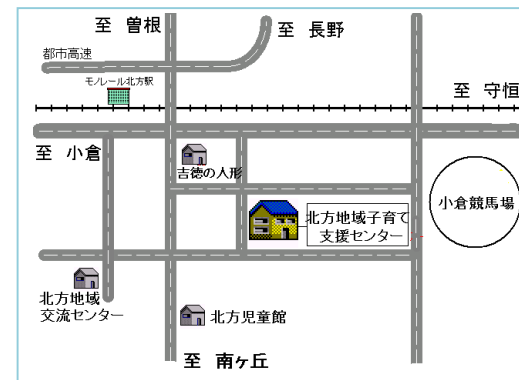 至 曽根
至 長野
都市高速
モノレール北方駅
至 守恒
至 小倉
吉徳の人形
小倉競馬場
北方地域子育て
支援センター
北方地域
交流センター
北方児童館
至 南ヶ丘